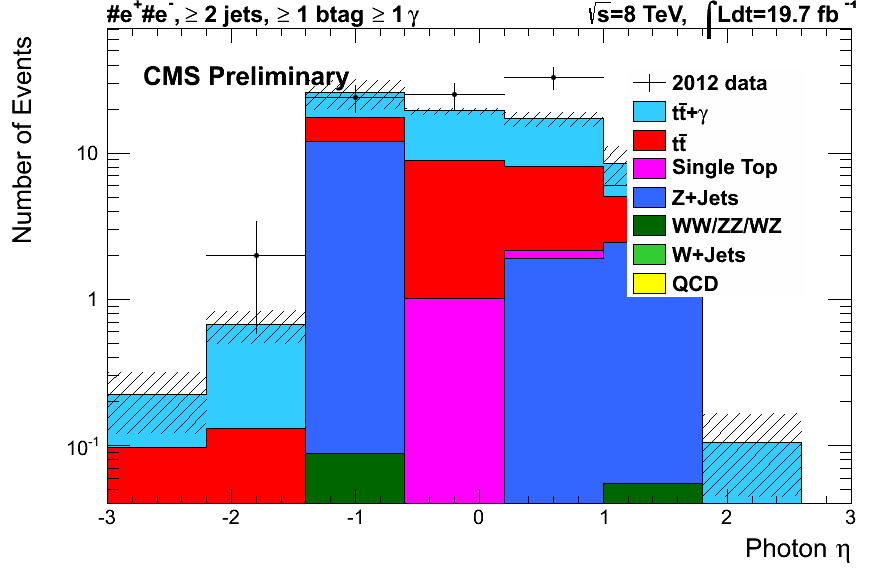 #e⁺#e⁻, ≥ 2 jets, ≥ 1 btag ≥ 1 γ
√s=8 TeV, ∫Ldt=19.7 fb⁻¹
CMS Preliminary
2012 data
tt̄+γ
tt̄
Single Top
Z+Jets
WW/ZZ/WZ
W+Jets
QCD
Number of Events
10
1
10⁻¹
-3 -2 -1 0 1 2 3
Photon η